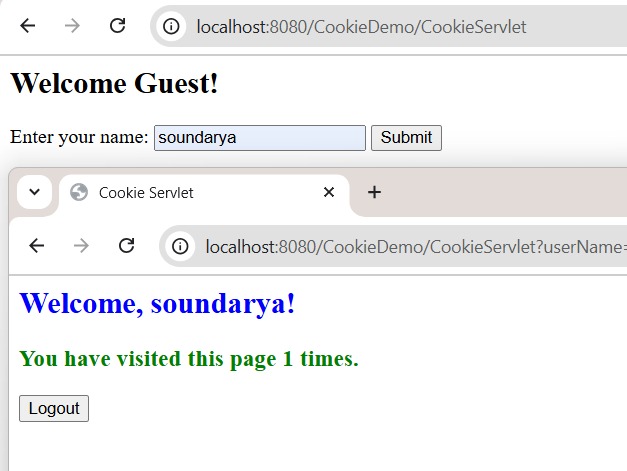 localhost:8080/CookieDemo/CookieServlet
Welcome Guest!
Enter your name: soundarya Submit
Cookie Servlet
localhost:8080/CookieDemo/CookieServlet?userName=
Welcome, soundarya!
You have visited this page 1 times.
Logout